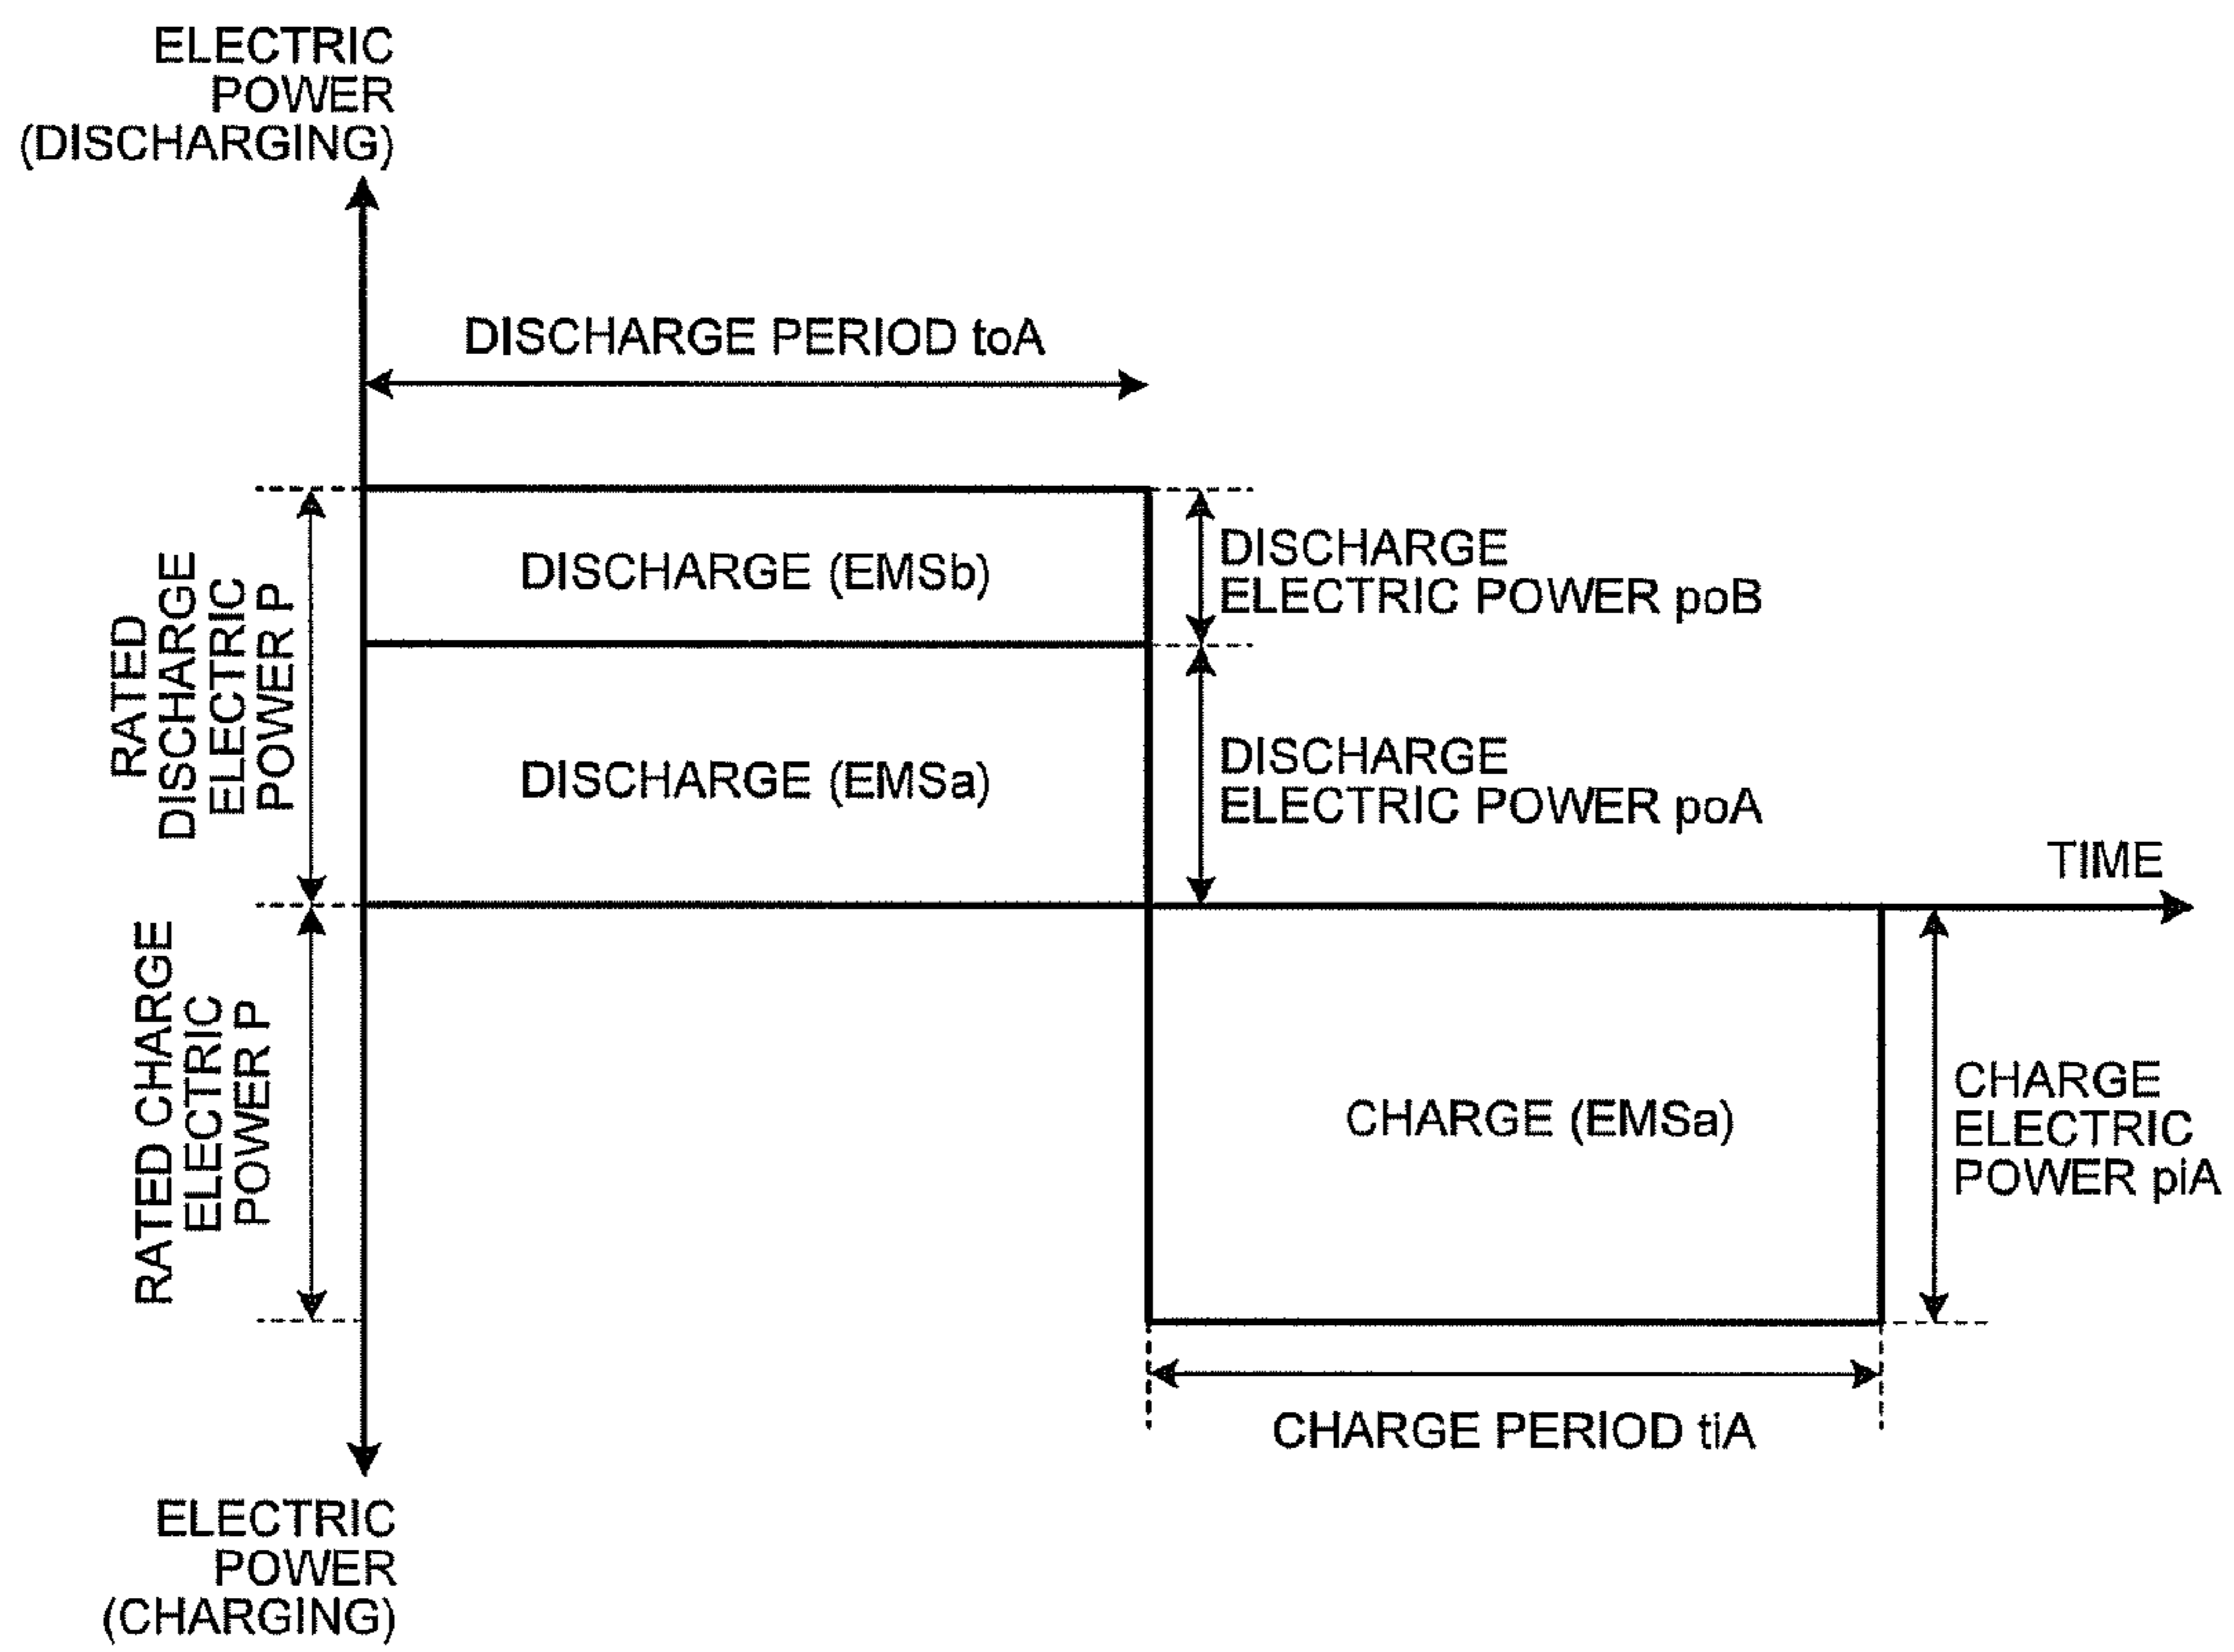 ELECTRIC
POWER
(DISCHARGING)
DISCHARGE PERIOD toA
RATED
DISCHARGE
ELECTRIC
POWER P
DISCHARGE (EMSb)
DISCHARGE
ELECTRIC POWER poB
DISCHARGE (EMSa)
DISCHARGE
ELECTRIC POWER poA
TIME
RATED CHARGE
ELECTRIC
POWER P
CHARGE (EMSa)
CHARGE
ELECTRIC
POWER piA
CHARGE PERIOD tiA
ELECTRIC
POWER
(CHARGING)